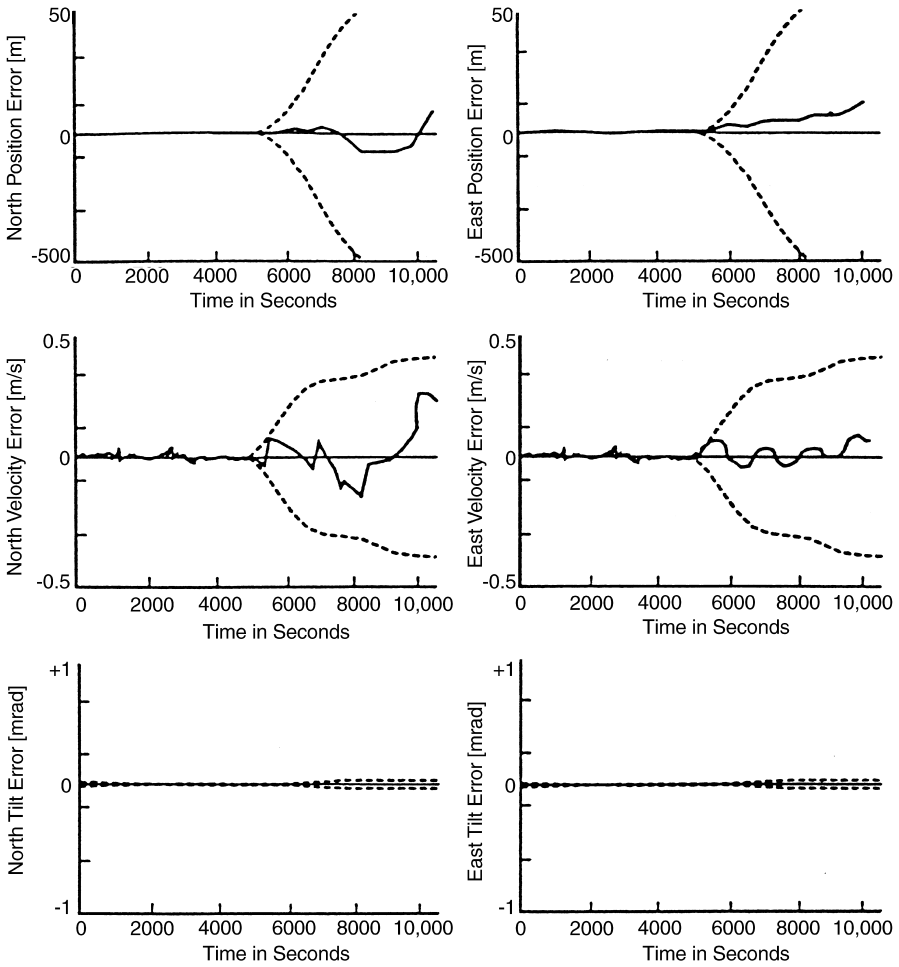 North Position Error [m]
50
0
-500
0 2000 4000 6000 8000 10,000
Time in Seconds
East Position Error [m]
50
0
-500
0 2000 4000 6000 8000 10,000
Time in Seconds
North Velocity Error [m/s]
0.5
0
-0.5
0 2000 4000 6000 8000 10,000
Time in Seconds
East Velocity Error [m/s]
0.5
0
-0.5
0 2000 4000 6000 8000 10,000
Time in Seconds
North Tilt Error [mrad]
+1
0
-1
0 2000 4000 6000 8000 10,000
Time in Seconds
East Tilt Error [mrad]
+1
0
-1
0 2000 4000 6000 8000 10,000
Time in Seconds